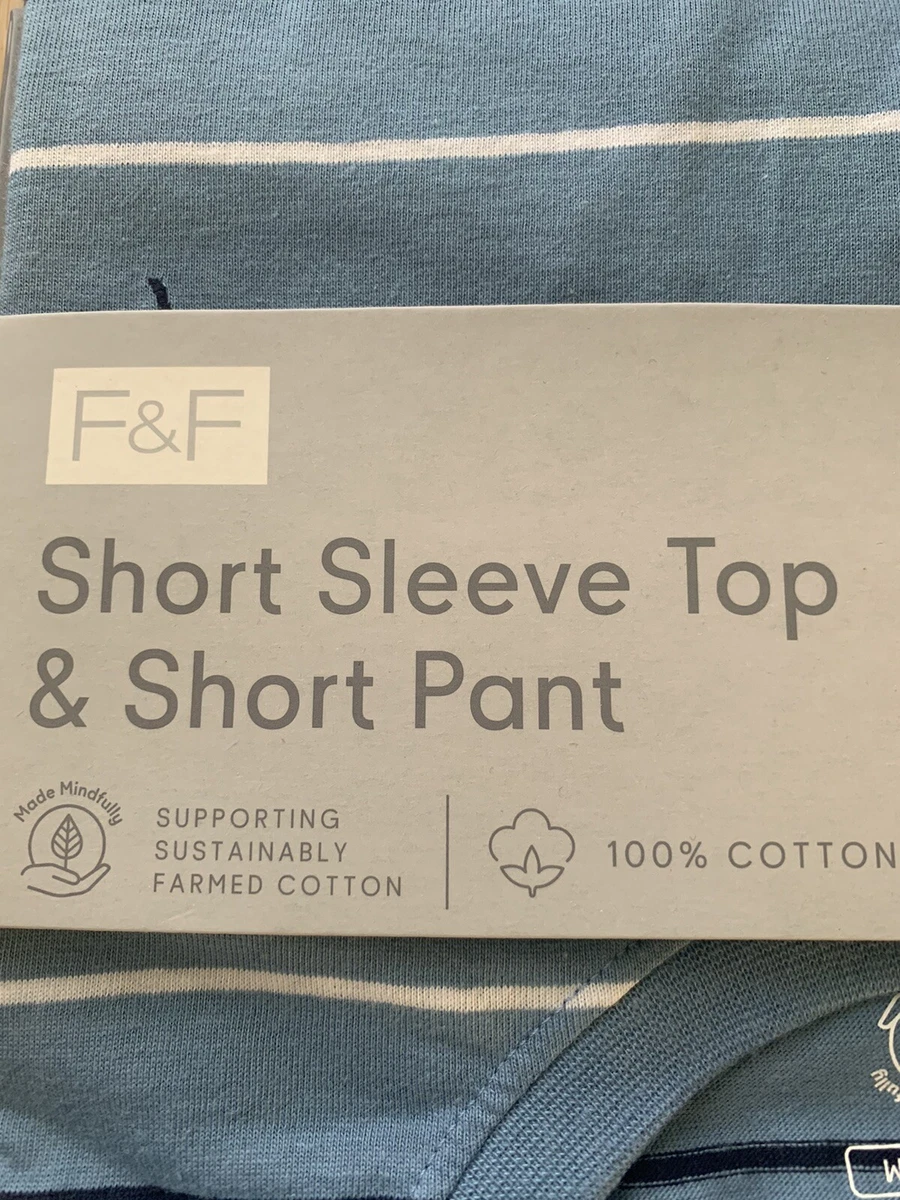 F&F
Short Sleeve Top
& Short Pant
Made Mindfully
SUPPORTING
SUSTAINABLY
FARMED COTTON
100% COTTON